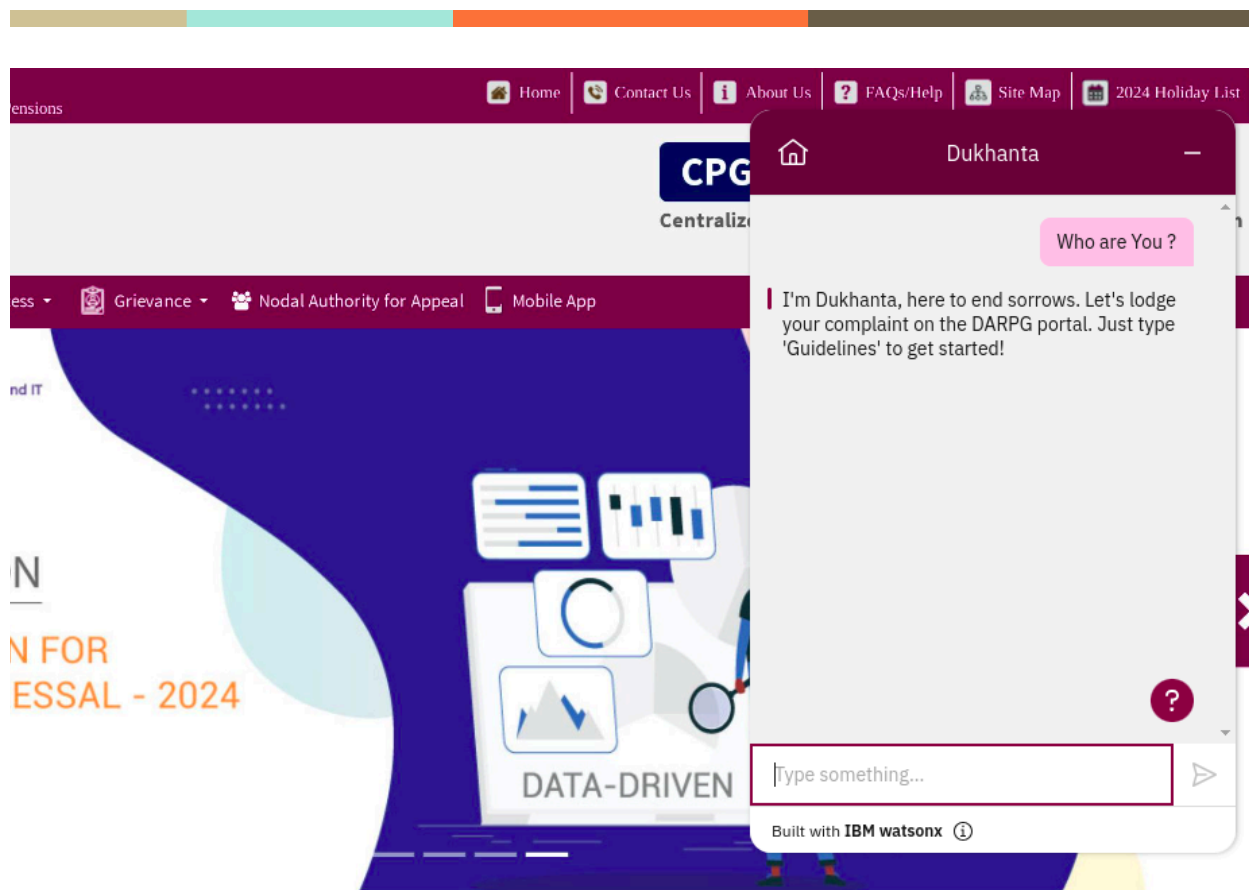 Home
Contact Us
About Us
FAQs/Help
Site Map
2024 Holiday List
Pensions
CPG
Centraliz
Dukhanta
Who are You ?
I'm Dukhanta, here to end sorrows. Let's lodge
your complaint on the DARPG portal. Just type
'Guidelines' to get started!
ess
Grievance
Nodal Authority for Appeal
Mobile App
nd IT
ON
N FOR
ESSAL - 2024
DATA-DRIVEN
?
Type something...
Built with IBM watsonx